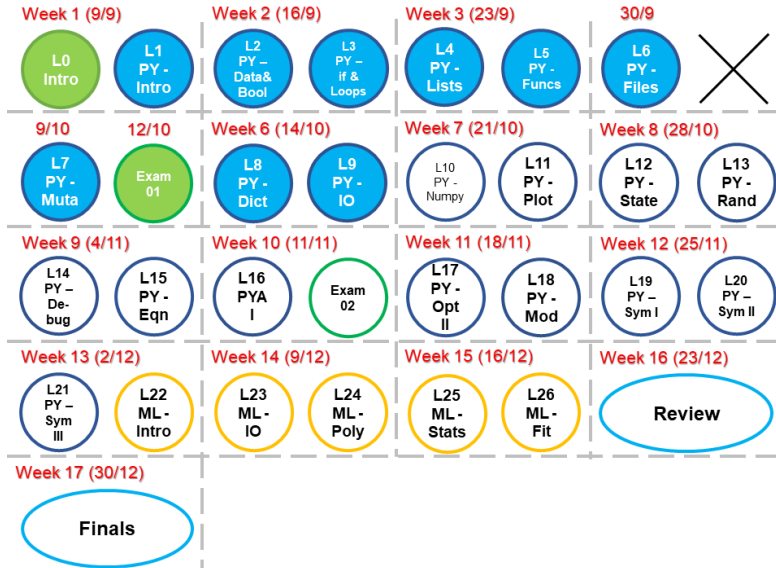 Week 1 (9/9)
L0
Intro
L1
PY -
Intro
Week 2 (16/9)
L2
PY –
Data&
Bool
L3
PY –
if &
Loops
Week 3 (23/9)
L4
PY -
Lists
L5
PY -
Funcs
30/9
L6
PY -
Files
9/10
L7
PY -
Muta
12/10
Exam
01
Week 6 (14/10)
L8
PY -
Dict
L9
PY -
IO
Week 7 (21/10)
L10
PY -
Numpy
L11
PY -
Plot
Week 8 (28/10)
L12
PY -
State
L13
PY -
Rand
Week 9 (4/11)
L14
PY –
De-
bug
L15
PY -
Eqn
Week 10 (11/11)
L16
PYA
I
Exam
02
Week 11 (18/11)
L17
PY -
Opt
II
L18
PY -
Mod
Week 12 (25/11)
L19
PY –
Sym I
L20
PY –
Sym II
Week 13 (2/12)
L21
PY –
Sym
III
L22
ML -
Intro
Week 14 (9/12)
L23
ML -
IO
L24
ML -
Poly
Week 15 (16/12)
L25
ML -
Stats
L26
ML -
Fit
Week 16 (23/12)
Review
Week 17 (30/12)
Finals